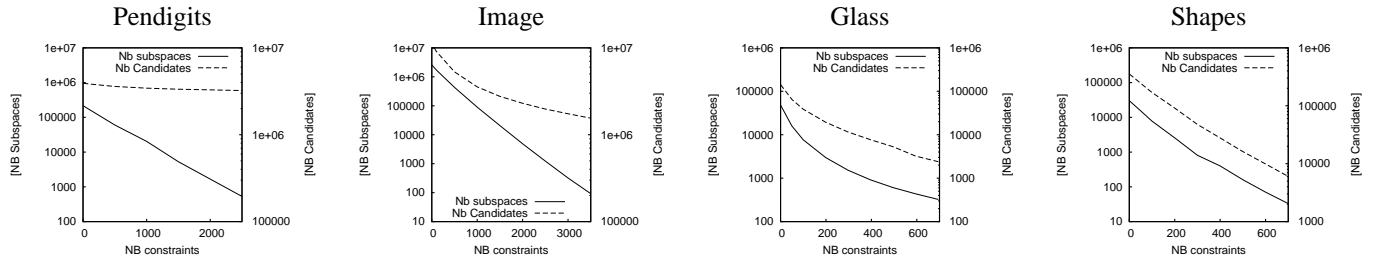 Pendigits
1e+07
1e+06
100000
10000
1000
100
[NB Subspaces]
Nb subspaces
Nb Candidates
1e+07
1e+06
100000
[NB Candidates]
0
2000
NB constraints
Image
1e+07
1e+06
100000
10000
1000
100
10
[NB Subspaces]
Nb subspaces
Nb Candidates
1e+07
1e+06
100000
[NB Candidates]
0
1000
2000
3000
NB constraints
Glass
1e+06
100000
10000
1000
100
[NB Subspaces]
Nb subspaces
Nb Candidates
1e+06
100000
10000
1000
100
[NB Candidates]
0
200
400
600
NB constraints
Shapes
1e+06
100000
10000
1000
100
10
[NB Subspaces]
Nb subspaces
Nb Candidates
1e+06
100000
10000
1000
[NB Candidates]
0
200
400
600
NB constraints